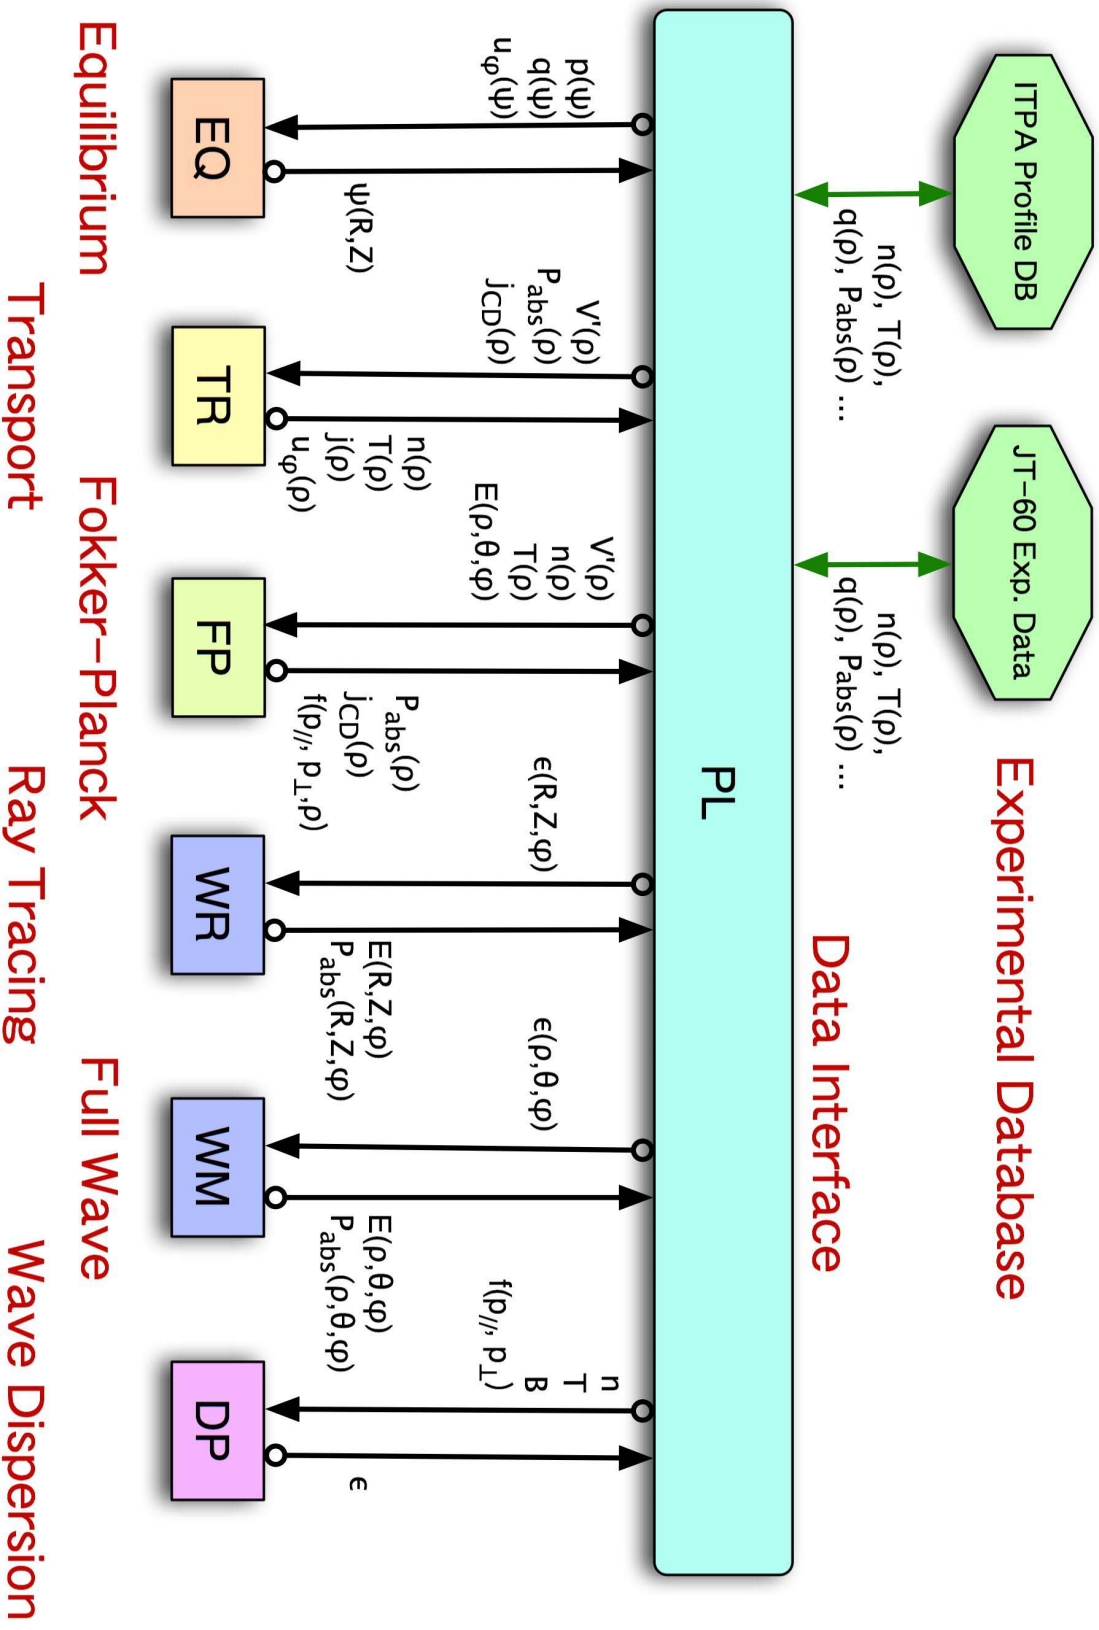 ITPA Profile DB
JT-60 Exp. Data
Experimental Database
n(ρ), T(ρ),
q(ρ), Pabs(ρ) ...
n(ρ), T(ρ),
q(ρ), Pabs(ρ) ...
Data Interface
PL
p(ψ)
q(ψ)
uφ(ψ)
ψ(R,Z)
V'(ρ)
Pabs(ρ)
jCD(ρ)
n(ρ)
T(ρ)
j(ρ)
uφ(ρ)
V'(ρ)
n(ρ)
T(ρ)
E(ρ,θ,φ)
Pabs(ρ)
jCD(ρ)
f(p//, p⊥,ρ)
ϵ(R,Z,φ)
E(R,Z,φ)
Pabs(R,Z,φ)
ϵ(ρ,θ,φ)
E(ρ,θ,φ)
Pabs(ρ,θ,φ)
n
T
B
f(p//, p⊥)
ϵ
EQ
TR
FP
WR
WM
DP
Equilibrium
Transport
Fokker-Planck
Ray Tracing
Full Wave
Wave Dispersion